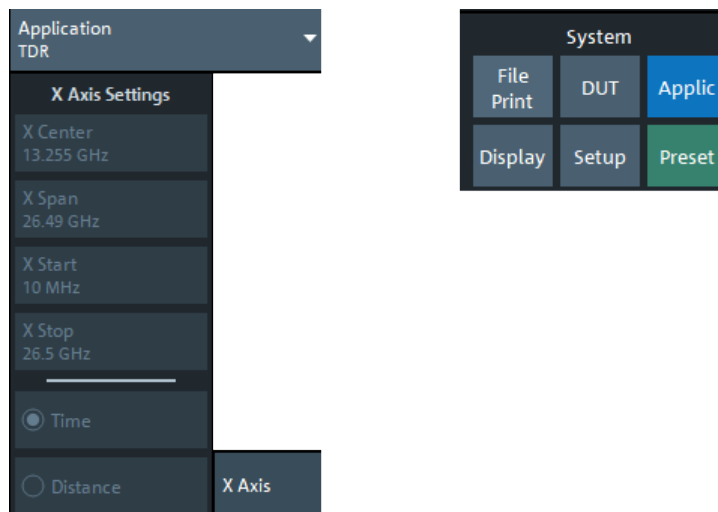 Application
TDR
X Axis Settings
X Center
13.255 GHz
X Span
26.49 GHz
X Start
10 MHz
X Stop
26.5 GHz
Time
Distance
X Axis
System
File
Print
DUT
Applic
Display
Setup
Preset